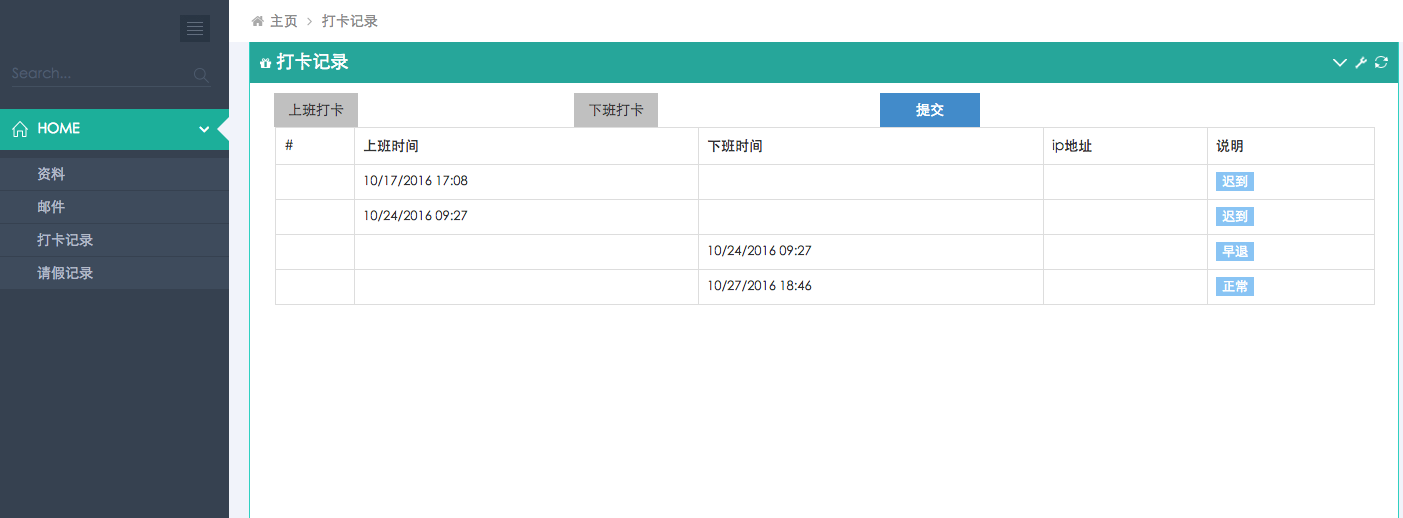 主页 > 打卡记录
Search...
HOME
资料
邮件
打卡记录
请假记录
打卡记录
上班打卡 下班打卡 提交
# 上班时间 下班时间 ip地址 说明
10/17/2016 17:08 迟到
10/24/2016 09:27 迟到
10/24/2016 09:27 早退
10/27/2016 18:46 正常